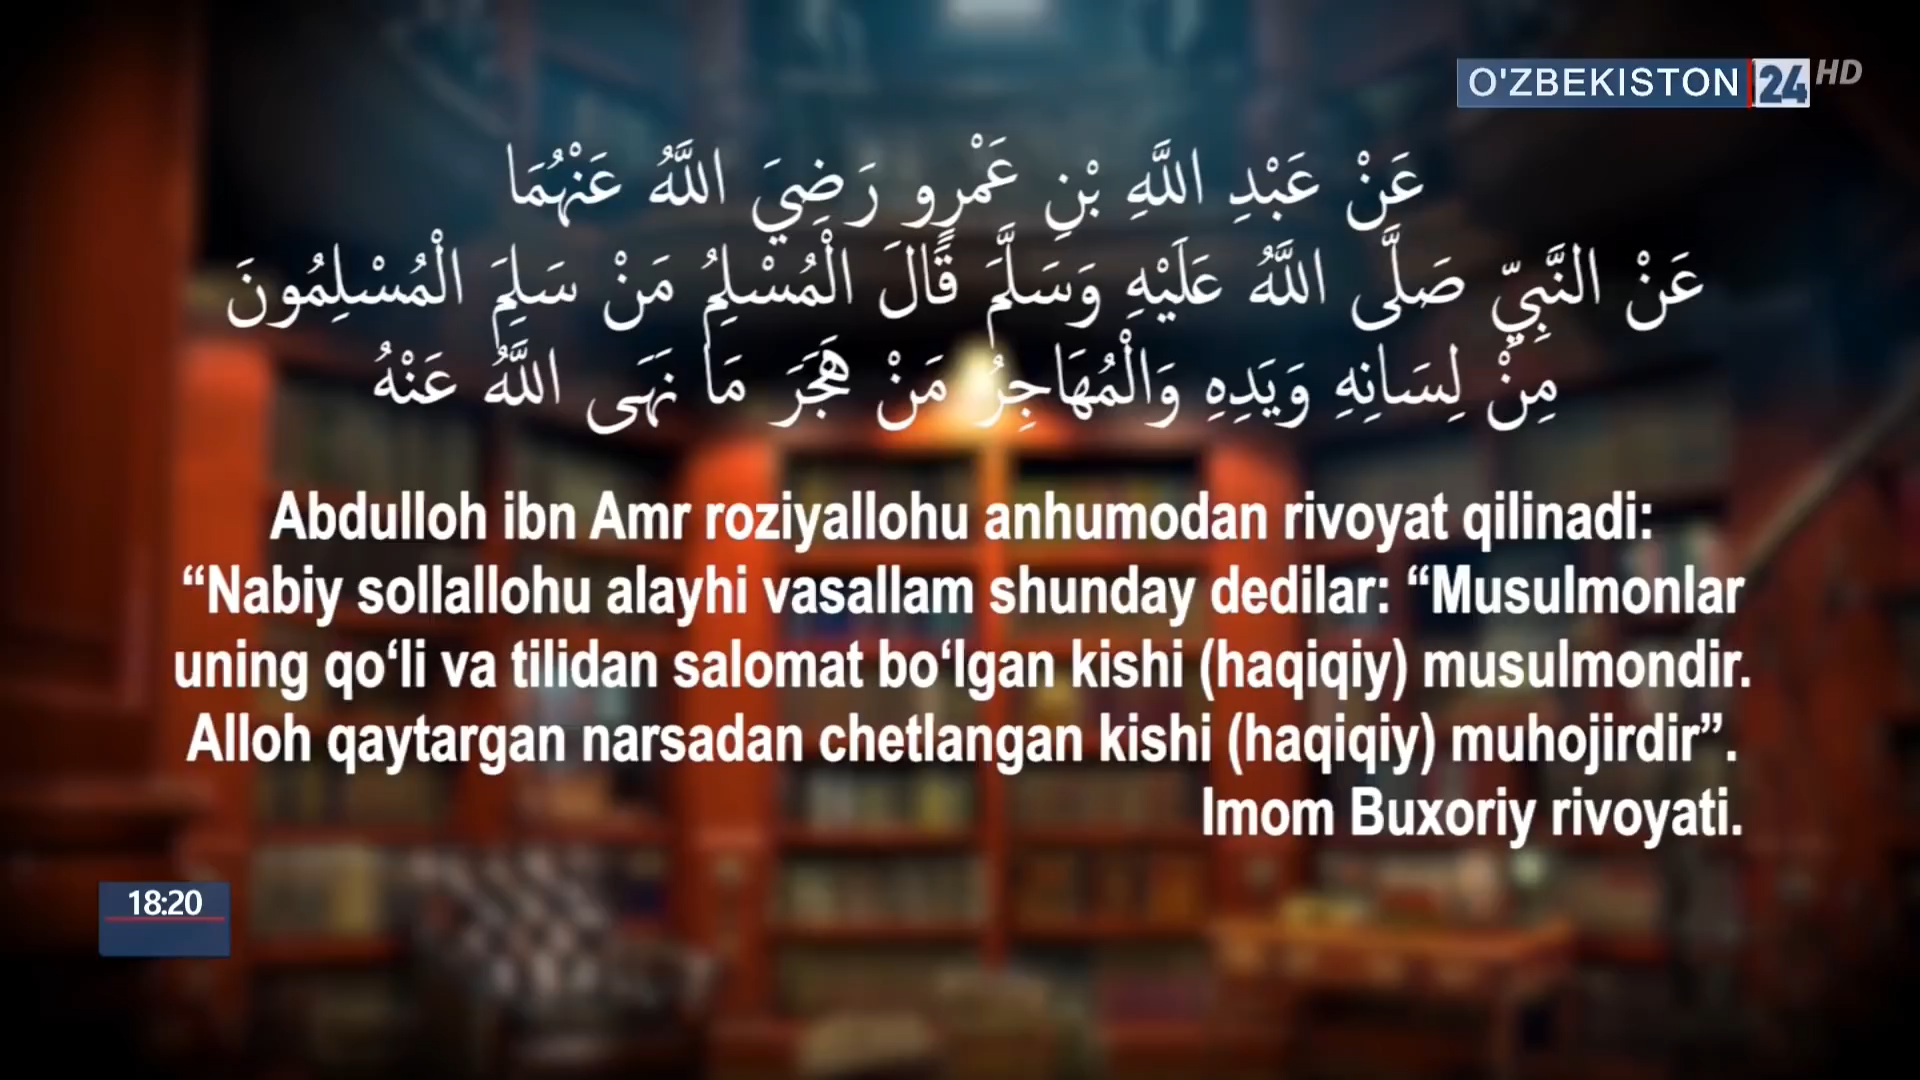 O'ZBEKISTON 24 HD
عَنْ عَبْدِ اللَّهِ بْنِ عَمْرٍو رَضِيَ اللَّهُ عَنْهُمَا
عَنْ النَّبِيِّ صَلَّى اللَّهُ عَلَيْهِ وَسَلَّمَ قَالَ الْمُسْلِمُ مَنْ سَلِمَ الْمُسْلِمُونَ
مِنْ لِسَانِهِ وَيَدِهِ وَالْمُهَاجِرُ مَنْ هَجَرَ مَا نَهَى اللَّهُ عَنْهُ
Abdulloh ibn Amr roziyallohu anhumodan rivoyat qilinadi:
“Nabiy sollallohu alayhi vasallam shunday dedilar: “Musulmonlar
uning qo‘li va tilidan salomat bo‘lgan kishi (haqiqiy) musulmondir.
Alloh qaytargan narsadan chetlangan kishi (haqiqiy) muhojirdir”.
Imom Buxoriy rivoyati.
18:20